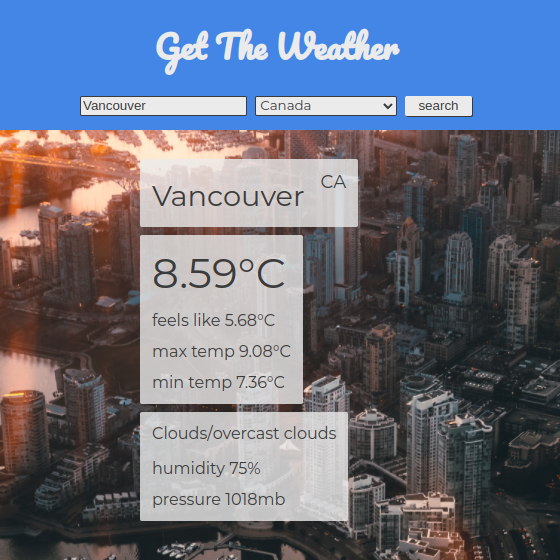 Get The Weather
Vancouver Canada search
Vancouver CA
8.59°C
feels like 5.68°C
max temp 9.08°C
min temp 7.36°C
Clouds/overcast clouds
humidity 75%
pressure 1018mb